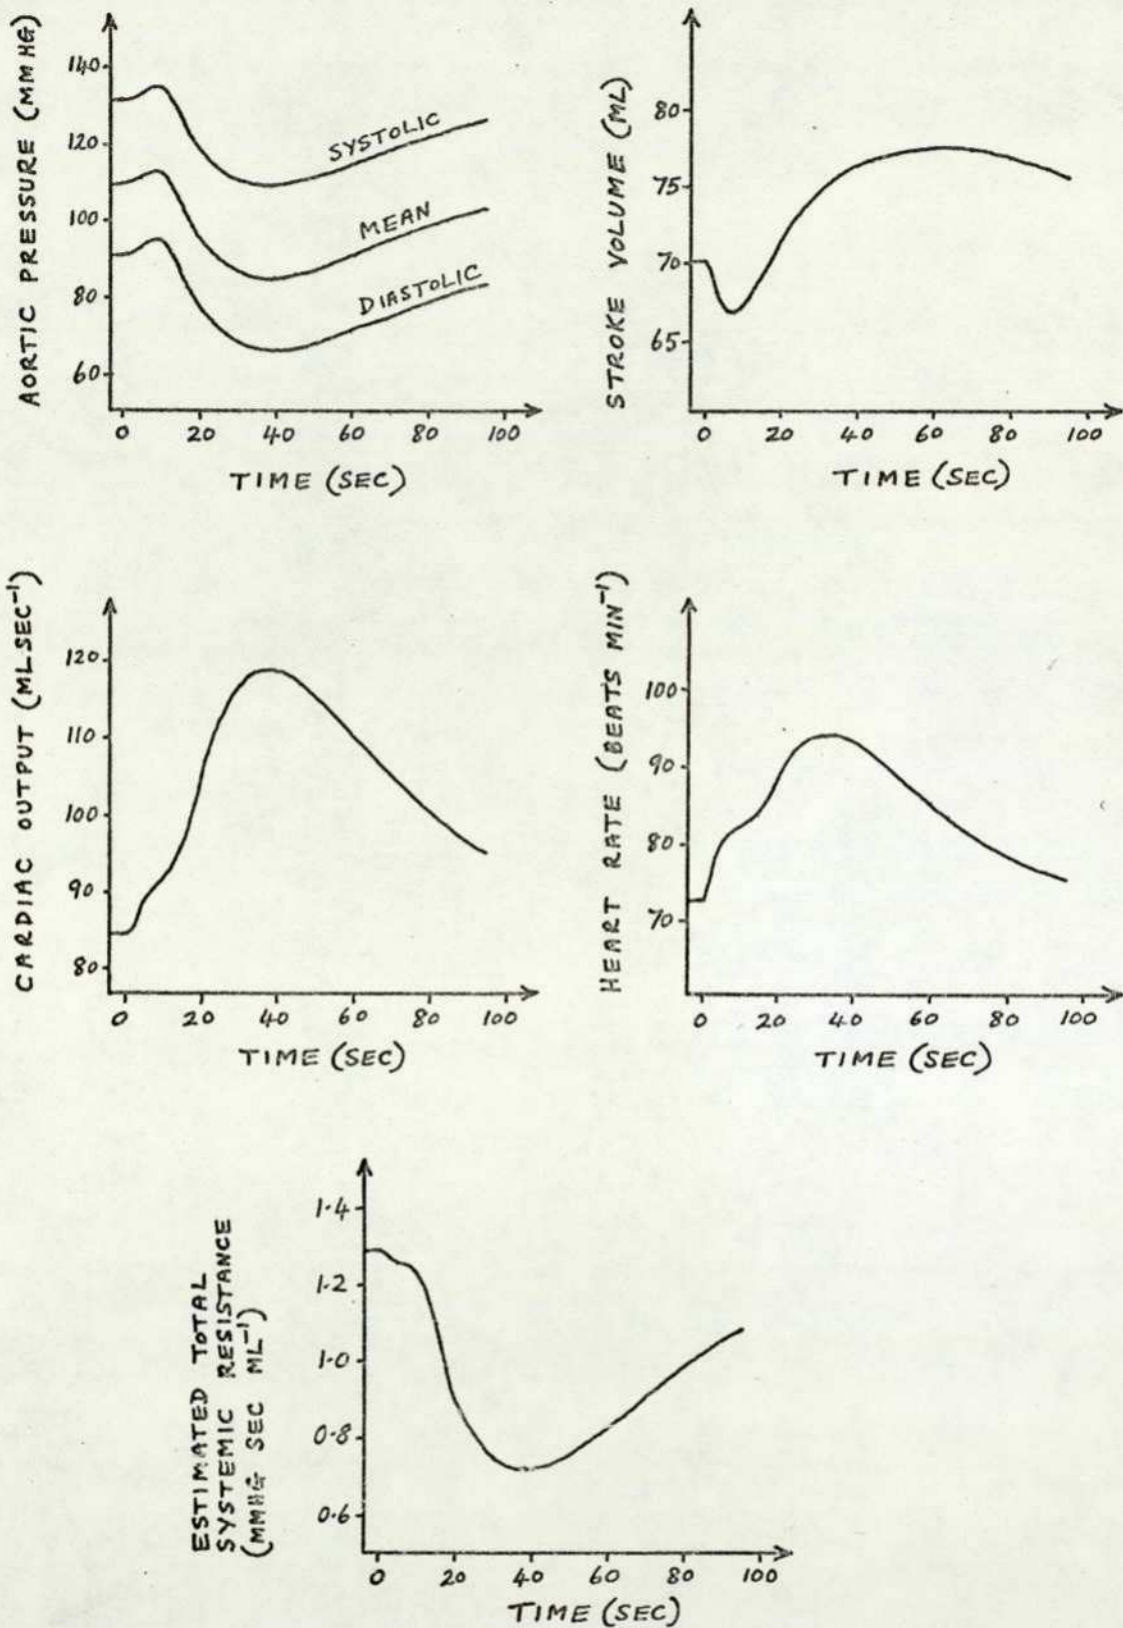 AORTIC PRESSURE (MM HG)
140
120
100
80
60
SYSTOLIC
MEAN
DIASTOLIC
0 20 40 60 80 100
TIME (SEC)
STROKE VOLUME (ML)
80
75
70
65
0 20 40 60 80 100
TIME (SEC)
CARDIAC OUTPUT (ML SEC⁻¹)
120
110
100
90
80
0 20 40 60 80 100
TIME (SEC)
HEART RATE (BEATS MIN⁻¹)
100
90
80
70
0 20 40 60 80 100
TIME (SEC)
ESTIMATED TOTAL
SYSTEMIC RESISTANCE
(MMHG SEC ML⁻¹)
1.4
1.2
1.0
0.8
0.6
0 20 40 60 80 100
TIME (SEC)